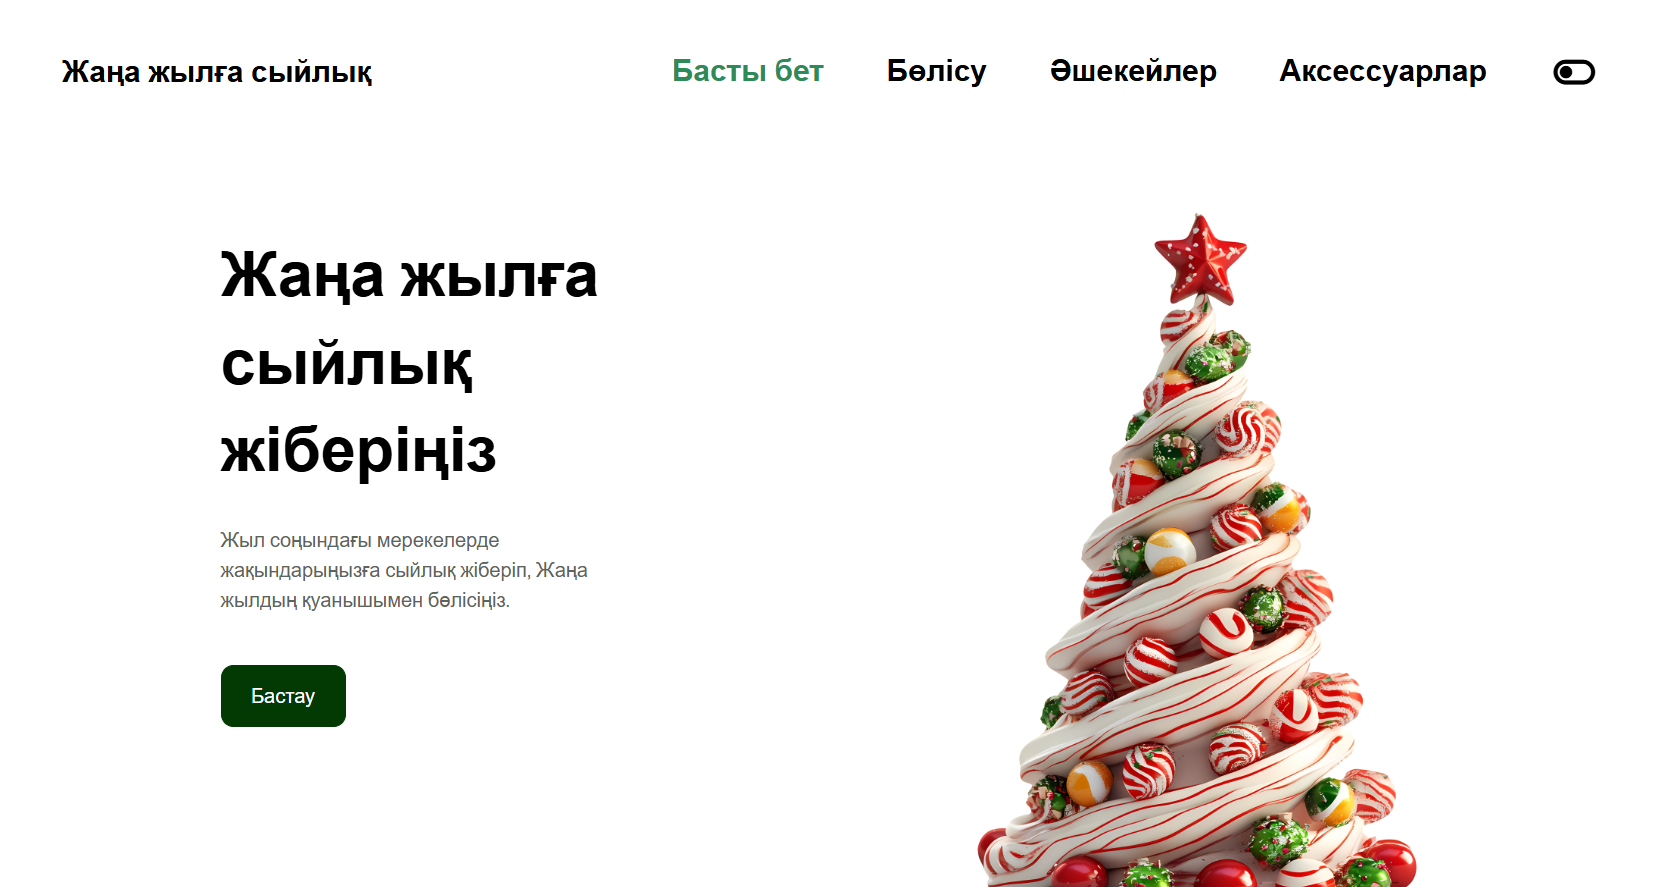 Жаңа жылға сыйлық
Басты бет
Бөлісу
Әшекейлер
Аксессуарлар
Жаңа жылға
сыйлық
жіберіңіз
Жыл соңындағы мерекелерде
жақындарыңызға сыйлық жіберіп, Жаңа
жылдың қуанышымен бөлісіңіз.
Бастау